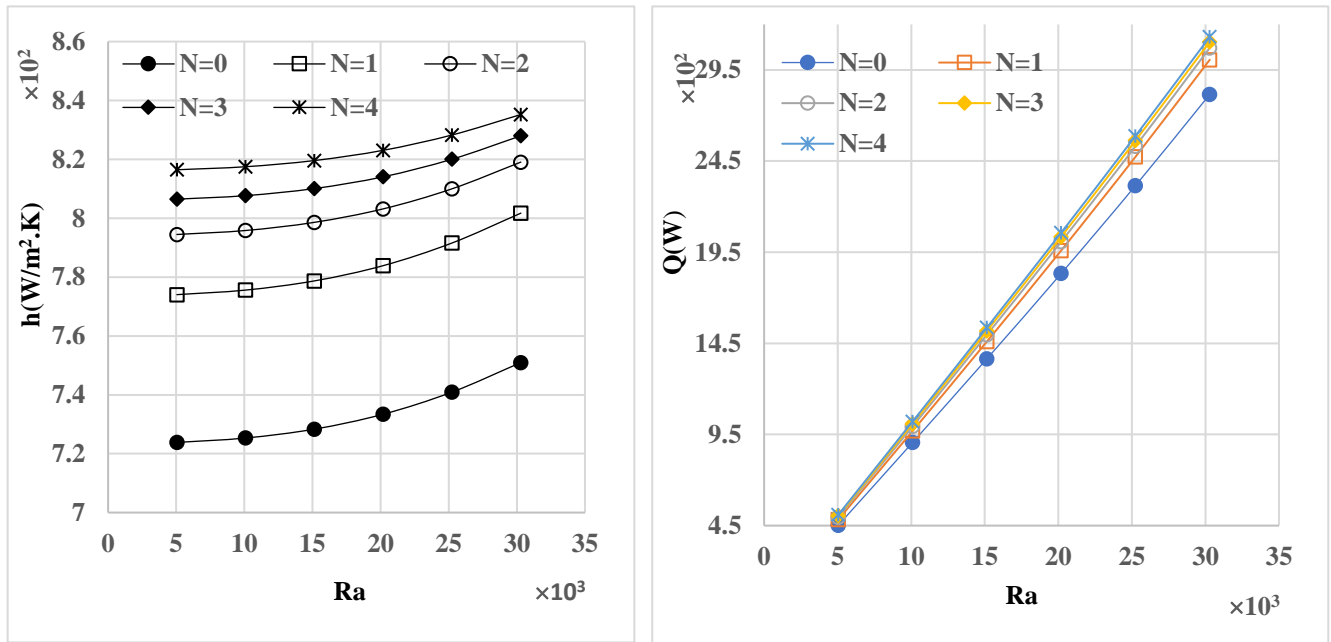 8.6
8.4
8.2
8
7.8
7.6
7.4
7.2
7
×10²
h(W/m².K)
N=0 N=1 N=2
N=3 N=4
0 5 10 15 20 25 30 35
Ra ×10³
29.5
24.5
19.5
14.5
9.5
4.5
×10²
Q(W)
N=0 N=1
N=2 N=3
N=4
0 5 10 15 20 25 30 35
Ra
×10³